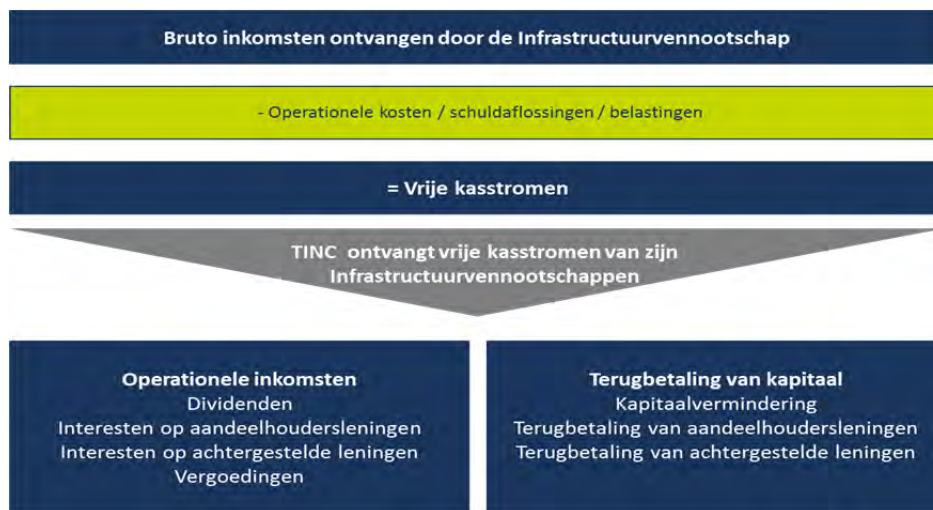 Bruto inkomsten ontvangen door de Infrastructuurvennootschap
- Operationele kosten / schuldaflossingen / belastingen
= Vrije kasstromen
TINC ontvangt vrije kasstromen van zijn
Infrastructuurvennootschappen
Operationele inkomsten
Dividenden
Interesten op aandeelhoudersleningen
Interesten op achtergestelde leningen
Vergoedingen
Terugbetaling van kapitaal
Kapitaalvermindering
Terugbetaling van aandeelhoudersleningen
Terugbetaling van achtergestelde leningen